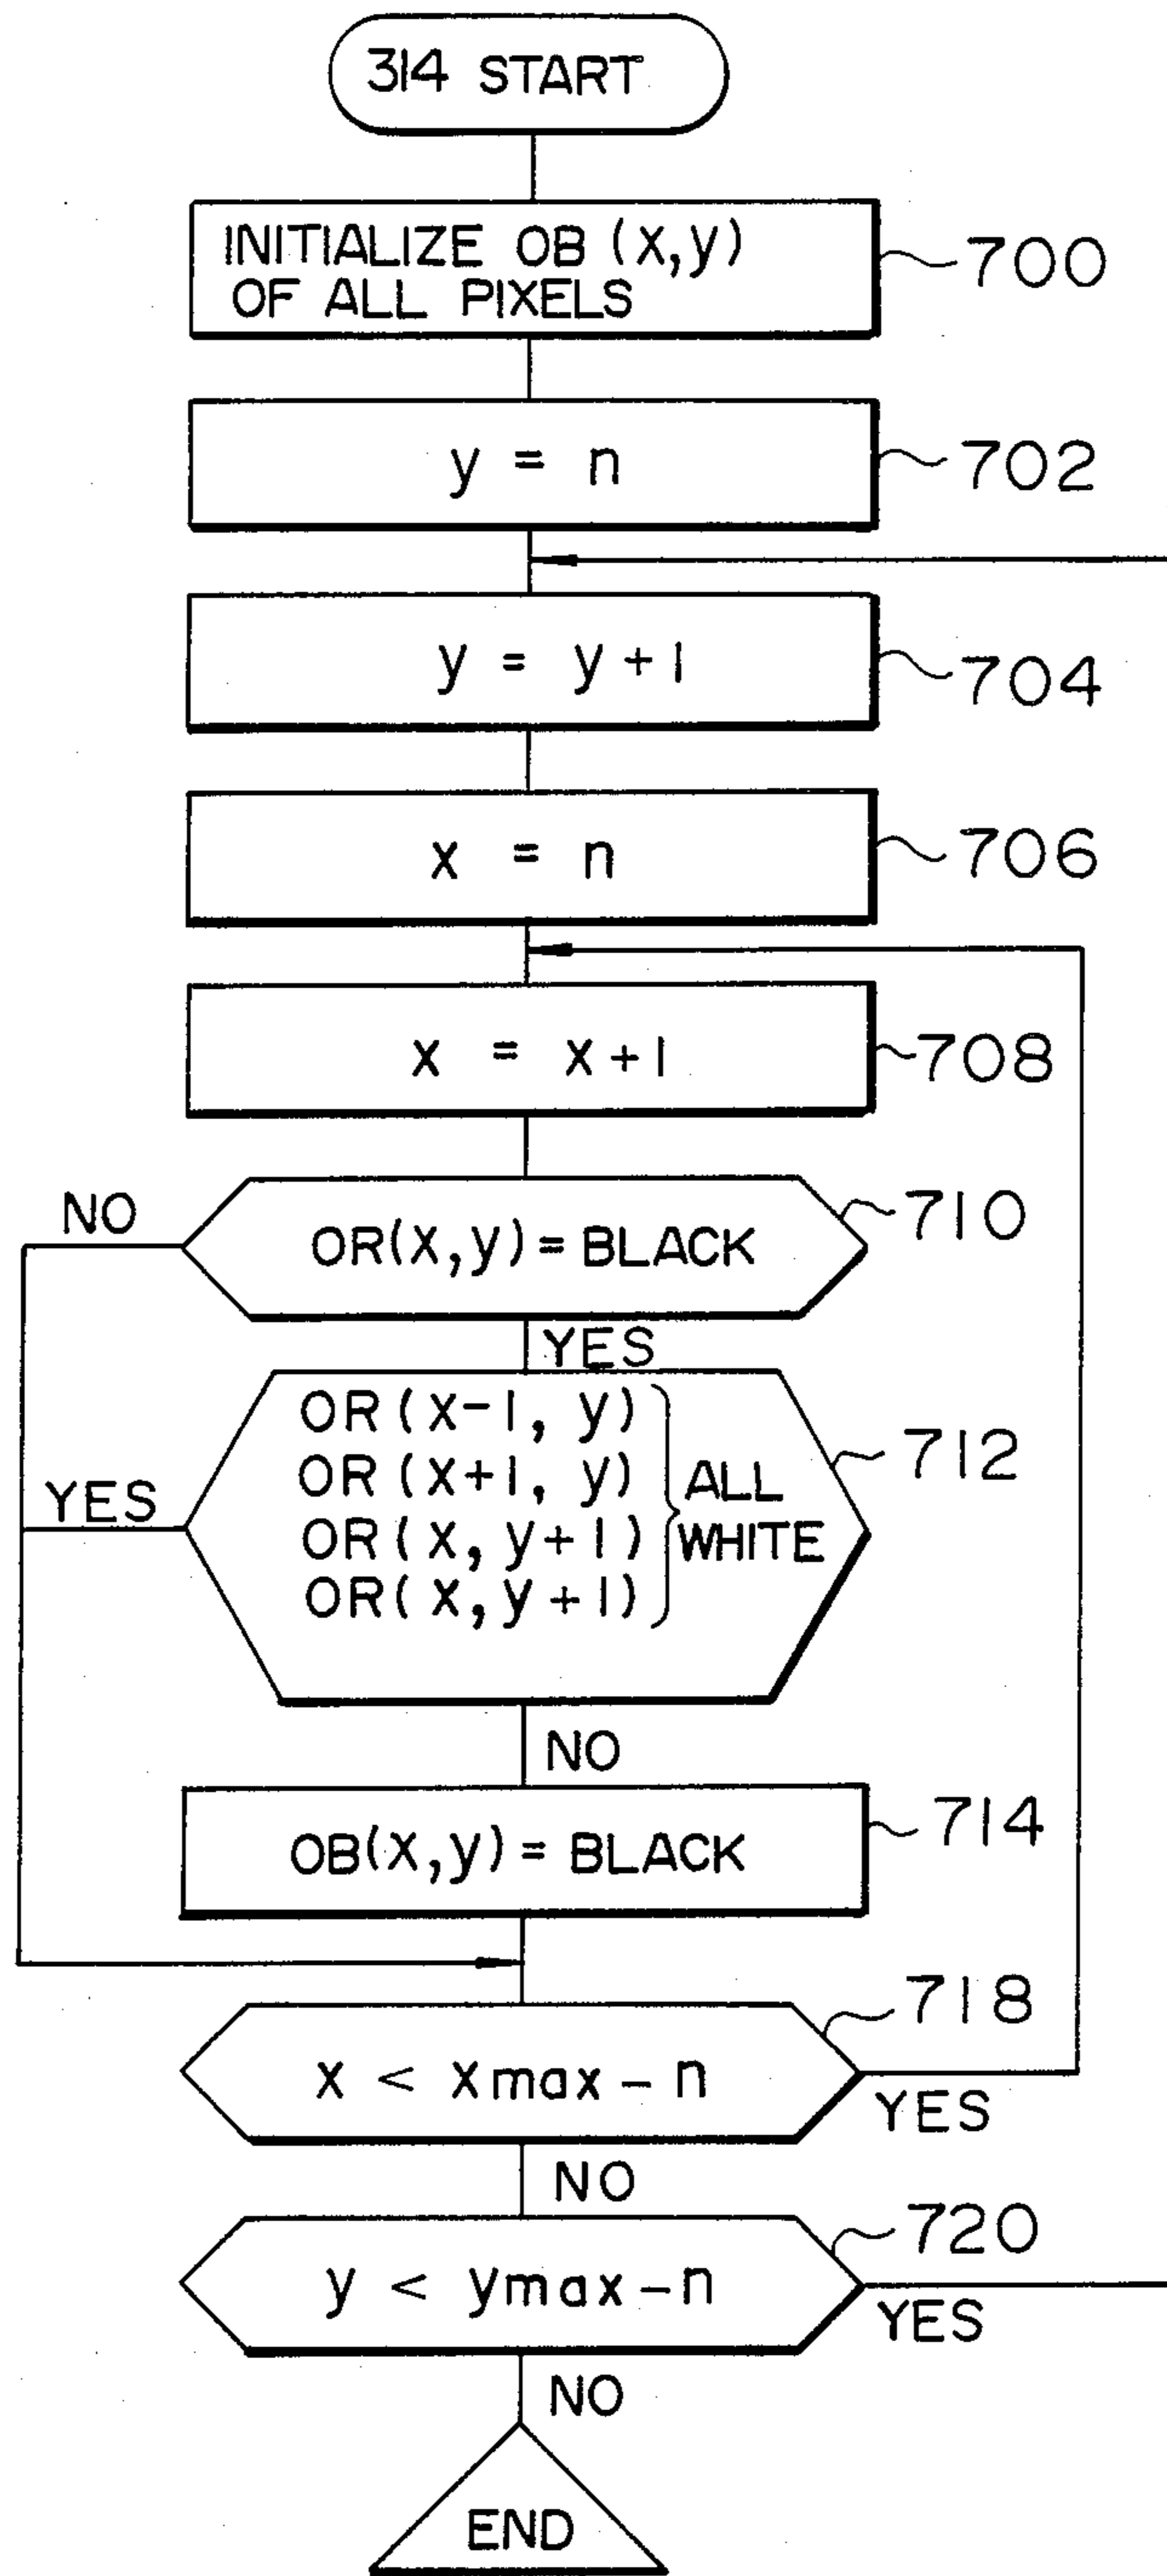 314 START
INITIALIZE OB (x,y)
OF ALL PIXELS
700
y = n
702
y = y+1
704
x = n
706
x = x+1
708
NO
OR(x,y) = BLACK
710
YES
OR(x-1, y)
OR(x+1, y)
OR(x, y+1)
OR(x, y+1)
ALL
WHITE
712
YES
NO
OB(x,y) = BLACK
714
x < xmax - n
718
YES
NO
y < ymax - n
720
YES
NO
END